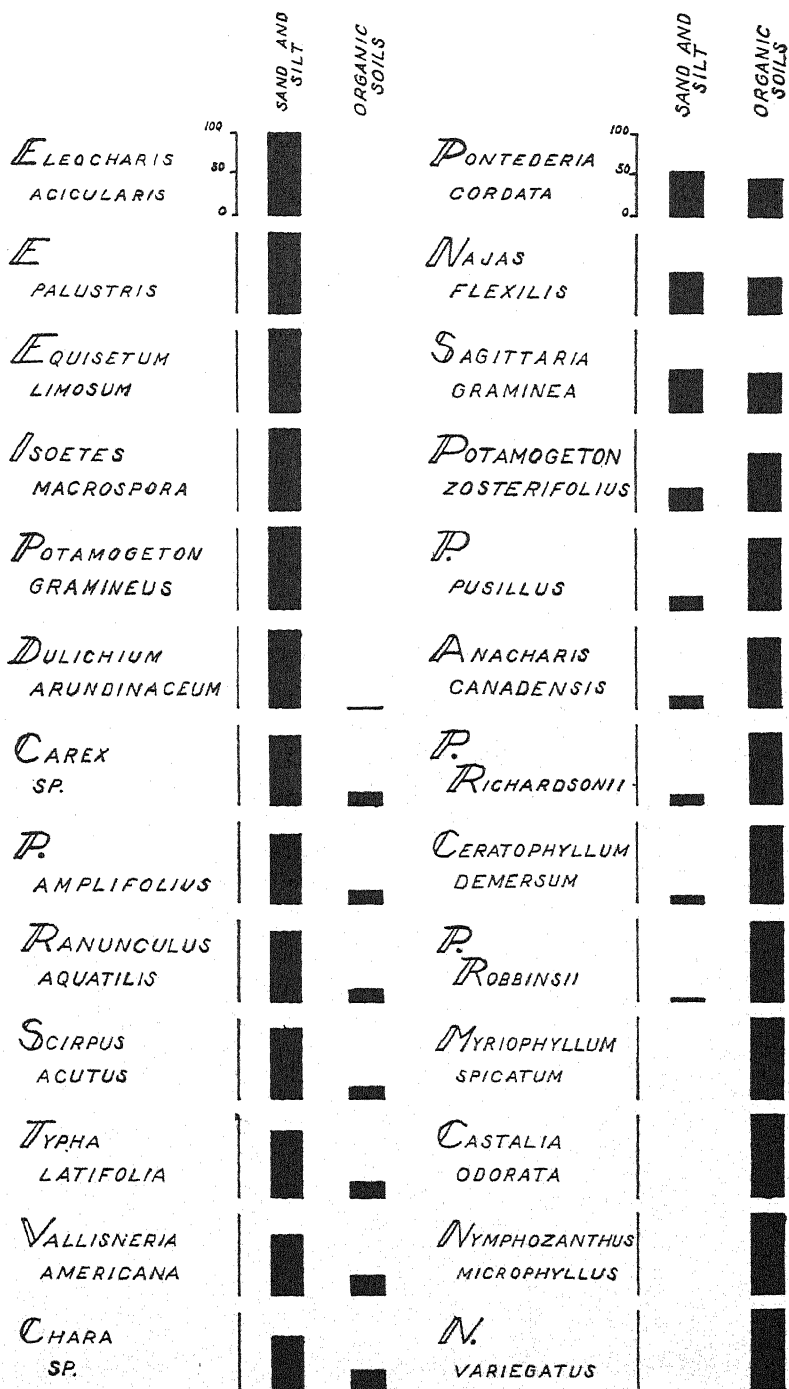 SAND AND
SILT
ORGANIC
SOILS
100
50
0
ELEOCHARIS
ACICULARIS
E
PALUSTRIS
EQUISETUM
LIMOSUM
ISOETES
MACROSPORA
POTAMOGETON
GRAMINEUS
DULICHIUM
ARUNDINACEUM
CAREX
SP.
P.
AMPLIFOLIUS
RANUNCULUS
AQUATILIS
SCIRPUS
ACUTUS
TYPHA
LATIFOLIA
VALLISNERIA
AMERICANA
CHARA
SP.
SAND AND
SILT
ORGANIC
SOILS
100
50
0
PONTEDERIA
CORDATA
NAJAS
FLEXILIS
SAGITTARIA
GRAMINEA
POTAMOGETON
ZOSTERIFOLIUS
P.
PUSILLUS
ANACHARIS
CANADENSIS
P.
RICHARDSONII
CERATOPHYLLUM
DEMERSUM
P.
ROBBINSII
MYRIOPHYLLUM
SPICATUM
CASTALIA
ODORATA
NYMPHOZANTHUS
MICROPHYLLUS
N.
VARIEGATUS